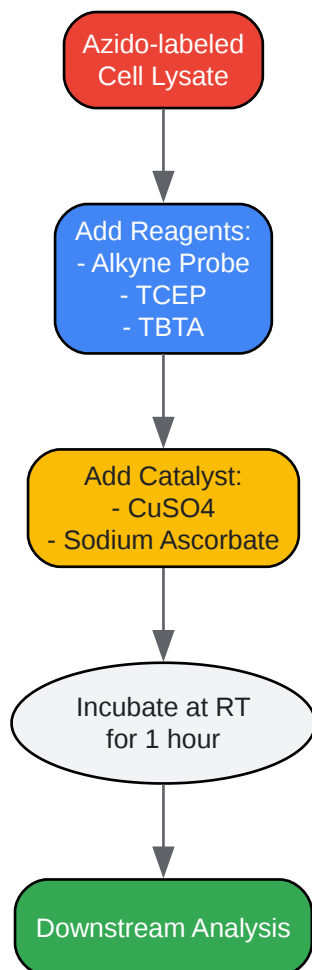 Azido-labeled
Cell Lysate
Add Reagents:
- Alkyne Probe
- TCEP
- TBTA
Add Catalyst:
- CuSO4
- Sodium Ascorbate
Incubate at RT
for 1 hour
Downstream Analysis